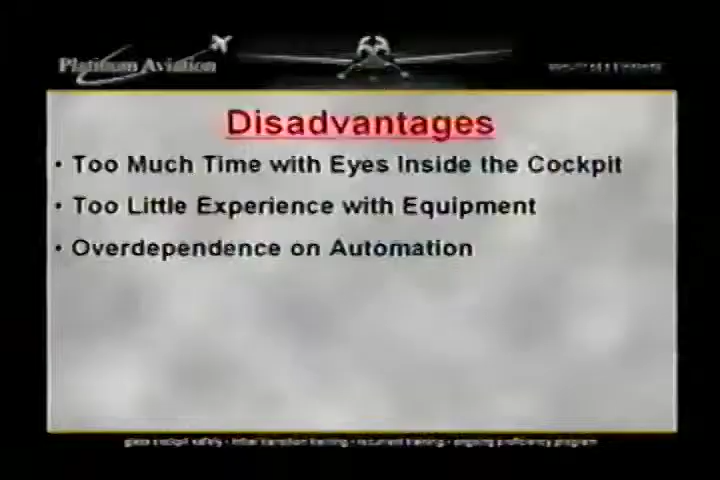 Platinum Aviation
Disadvantages
• Too Much Time with Eyes Inside the Cockpit
• Too Little Experience with Equipment
• Overdependence on Automation
glass cockpit safety · initial transition training · recurrent training · ongoing proficiency program